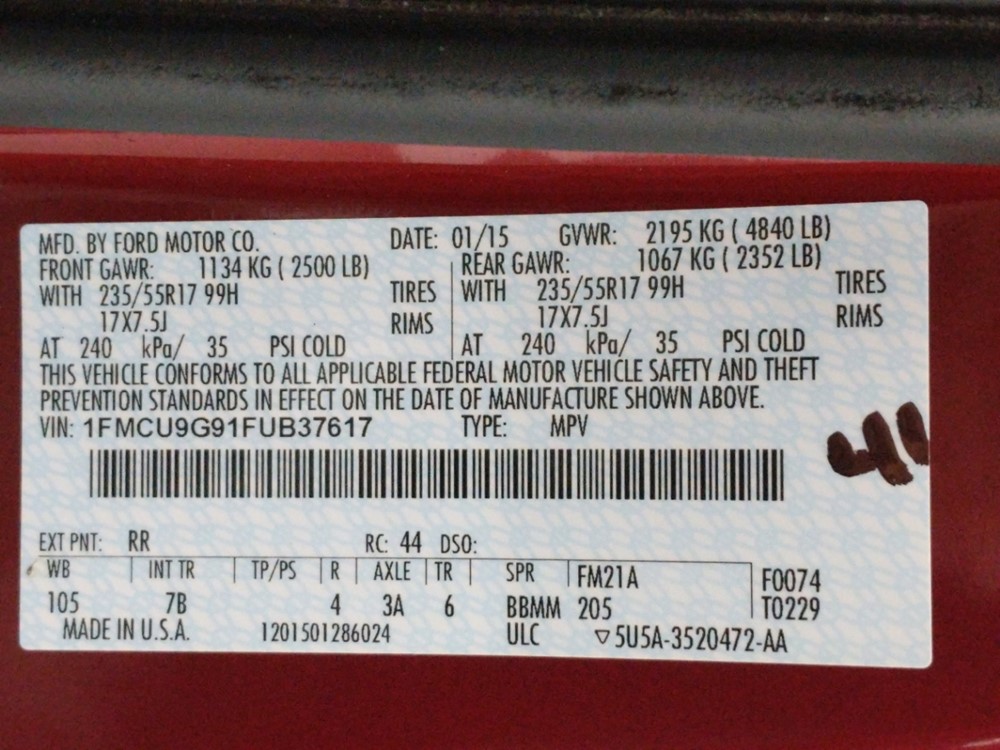 MFD. BY FORD MOTOR CO. DATE: 01/15 GVWR: 2195 KG ( 4840 LB)
FRONT GAWR: 1134 KG ( 2500 LB) REAR GAWR: 1067 KG ( 2352 LB)
WITH 235/55R17 99H TIRES WITH 235/55R17 99H TIRES
17X7.5J RIMS 17X7.5J RIMS
AT 240 kPa/ 35 PSI COLD AT 240 kPa/ 35 PSI COLD
THIS VEHICLE CONFORMS TO ALL APPLICABLE FEDERAL MOTOR VEHICLE SAFETY AND THEFT
PREVENTION STANDARDS IN EFFECT ON THE DATE OF MANUFACTURE SHOWN ABOVE.
VIN: 1FMCU9G91FUB37617 TYPE: MPV
EXT PNT: RR RC: 44 DSO:
WB INT TR TP/PS R AXLE TR SPR FM21A F0074
105 7B 4 3A 6 BBMM 205 T0229
MADE IN U.S.A. 1201501286024 ULC ▽5U5A-3520472-AA